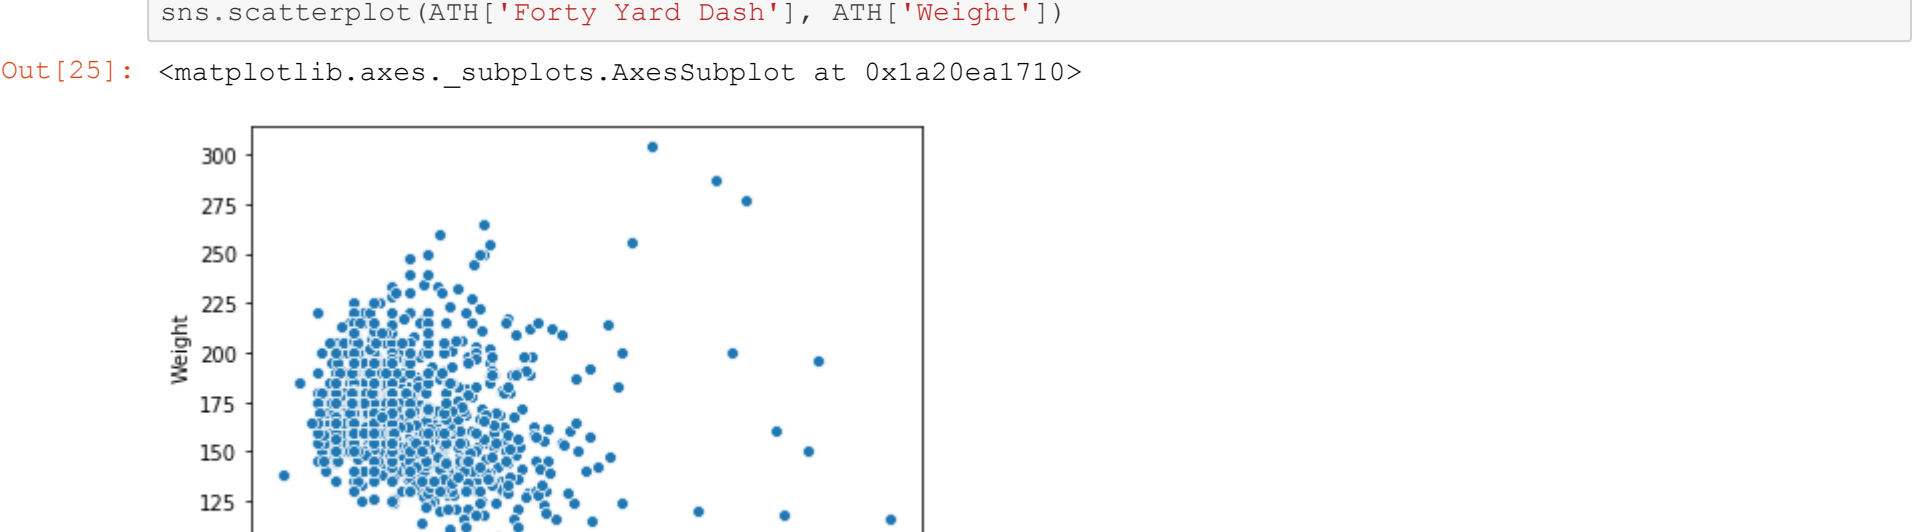 sns.scatterplot(ATH['Forty Yard Dash'], ATH['Weight'])
Out[25]: <matplotlib.axes._subplots.AxesSubplot at 0x1a20ea1710>
300
275
250
225
200
175
150
125
Weight